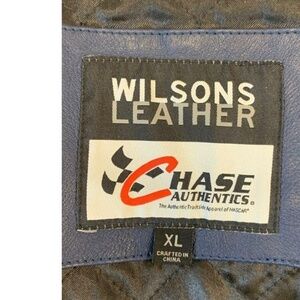 WILSONS
LEATHER
CHASE
AUTHENTICS®
The Authentic Trackside Apparel of NASCAR®
XL
CRAFTED IN
CHINA